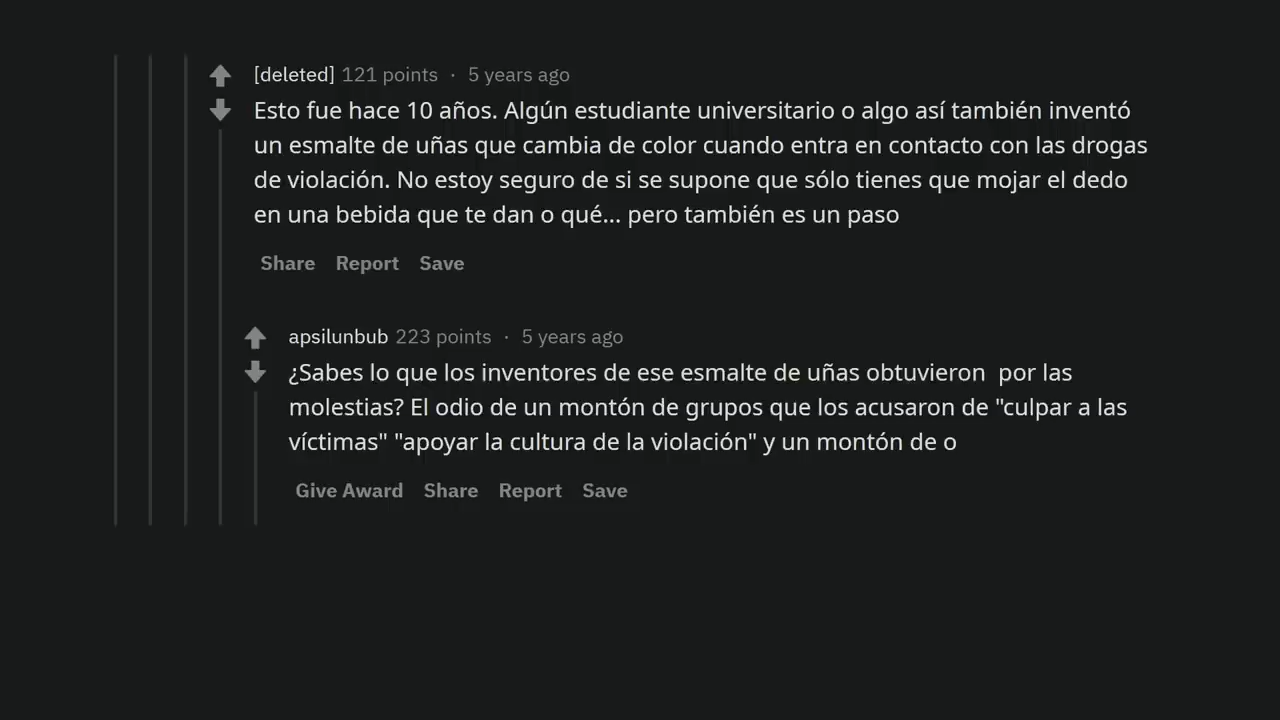 [deleted] 121 points · 5 years ago
Esto fue hace 10 años. Algún estudiante universitario o algo así también inventó
un esmalte de uñas que cambia de color cuando entra en contacto con las drogas
de violación. No estoy seguro de si se supone que sólo tienes que mojar el dedo
en una bebida que te dan o qué... pero también es un paso
Share Report Save
apsilunbub 223 points · 5 years ago
¿Sabes lo que los inventores de ese esmalte de uñas obtuvieron  por las
molestias? El odio de un montón de grupos que los acusaron de "culpar a las
víctimas" "apoyar la cultura de la violación" y un montón de o
Give Award Share Report Save